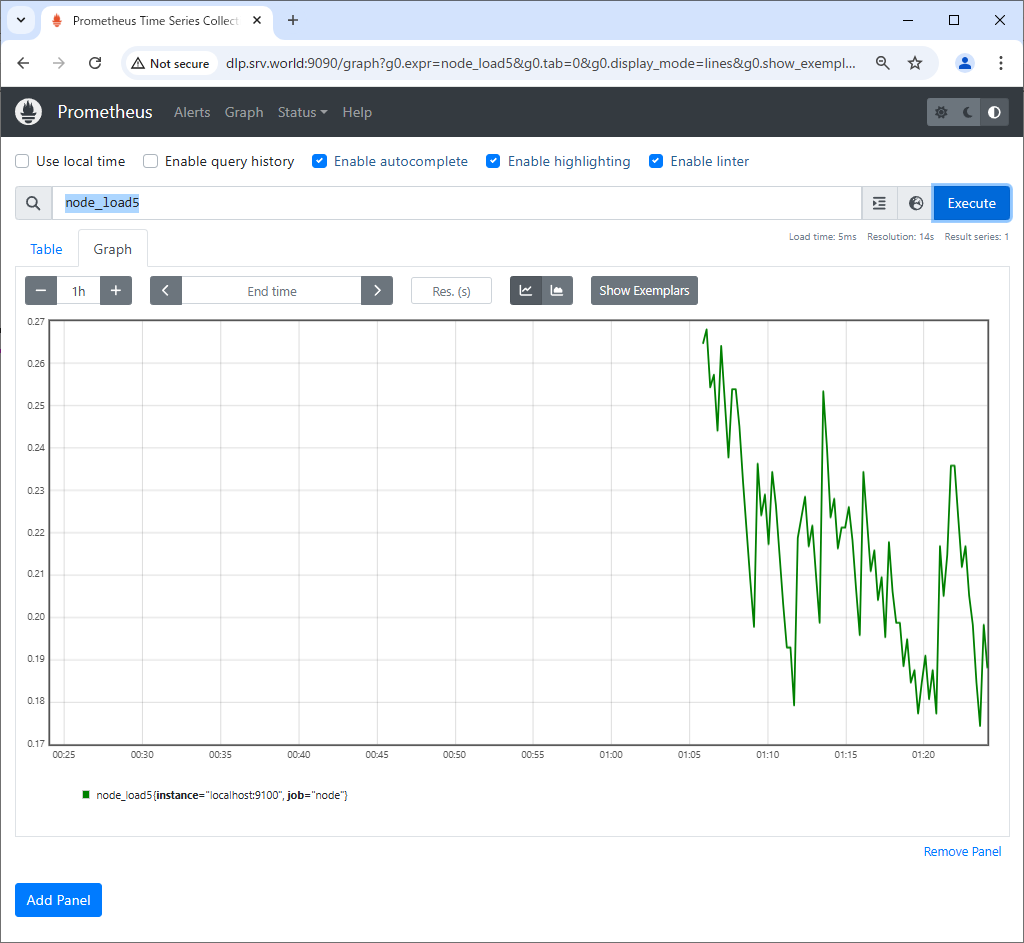 Prometheus Time Series Collect
Not secure
dlp.srv.world:9090/graph?g0.expr=node_load5&g0.tab=0&g0.display_mode=lines&g0.show_exempl...
Prometheus Alerts Graph Status Help
Use local time Enable query history Enable autocomplete Enable highlighting Enable linter
node_load5 Execute
Load time: 5ms Resolution: 14s Result series: 1
Table Graph
− 1h + End time Res. (s) Show Exemplars
0.27
0.26
0.25
0.24
0.23
0.22
0.21
0.20
0.19
0.18
0.17
00:25 00:30 00:35 00:40 00:45 00:50 00:55 01:00 01:05 01:10 01:15 01:20
node_load5{instance="localhost:9100", job="node"}
Remove Panel
Add Panel